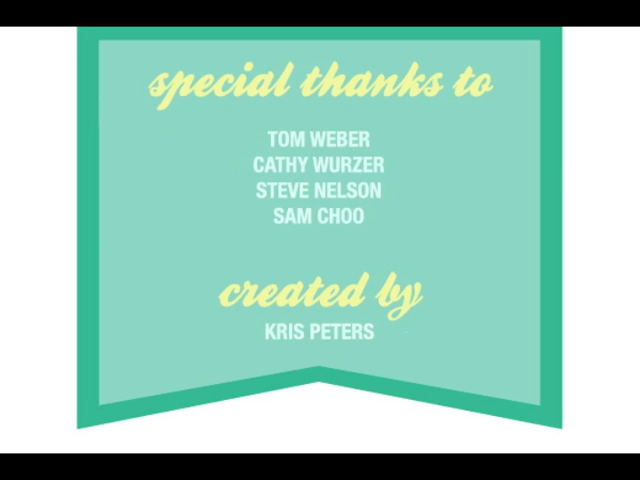 special thanks to
TOM WEBER
CATHY WURZER
STEVE NELSON
SAM CHOO
created by
KRIS PETERS